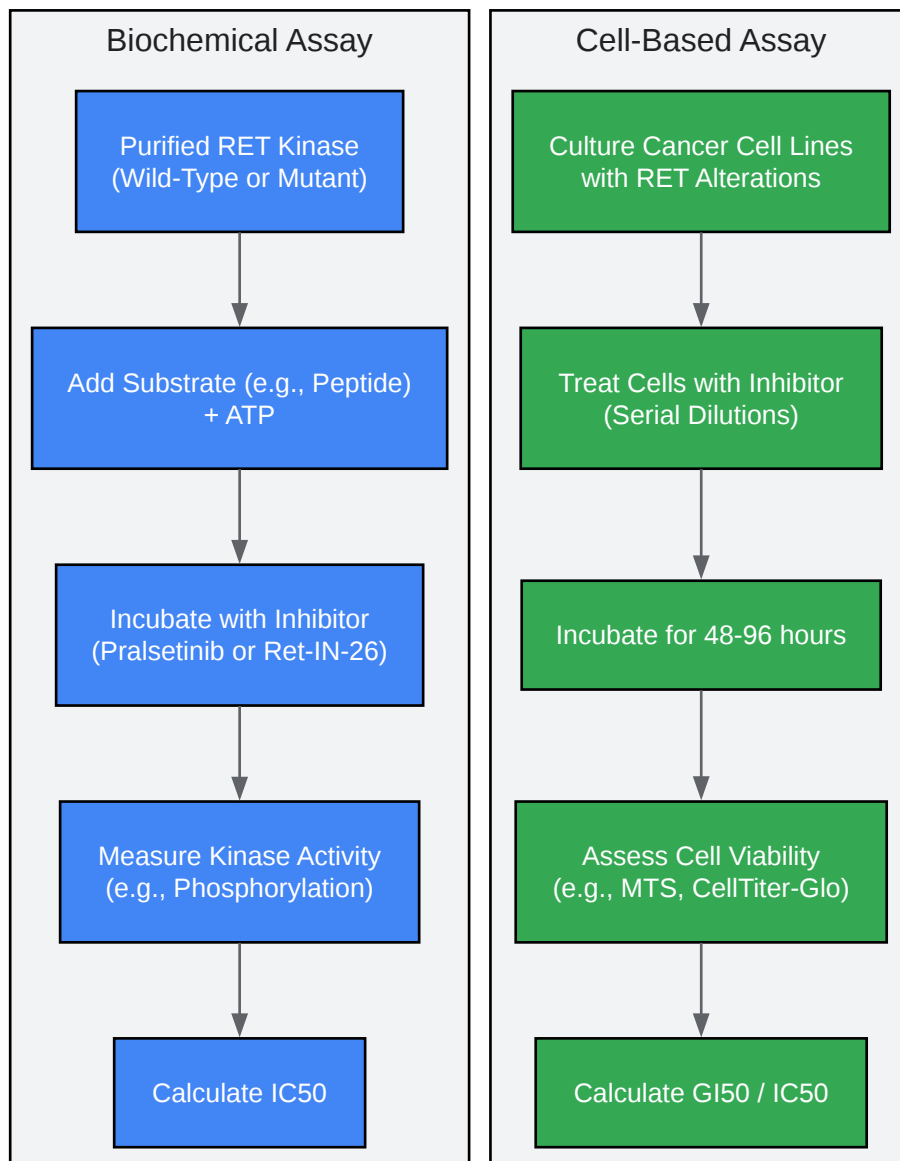 Biochemical Assay
Purified RET Kinase
(Wild-Type or Mutant)
Add Substrate (e.g., Peptide)
+ ATP
Incubate with Inhibitor
(Pralsetinib or Ret-IN-26)
Measure Kinase Activity
(e.g., Phosphorylation)
Calculate IC50
Cell-Based Assay
Culture Cancer Cell Lines
with RET Alterations
Treat Cells with Inhibitor
(Serial Dilutions)
Incubate for 48-96 hours
Assess Cell Viability
(e.g., MTS, CellTiter-Glo)
Calculate GI50 / IC50